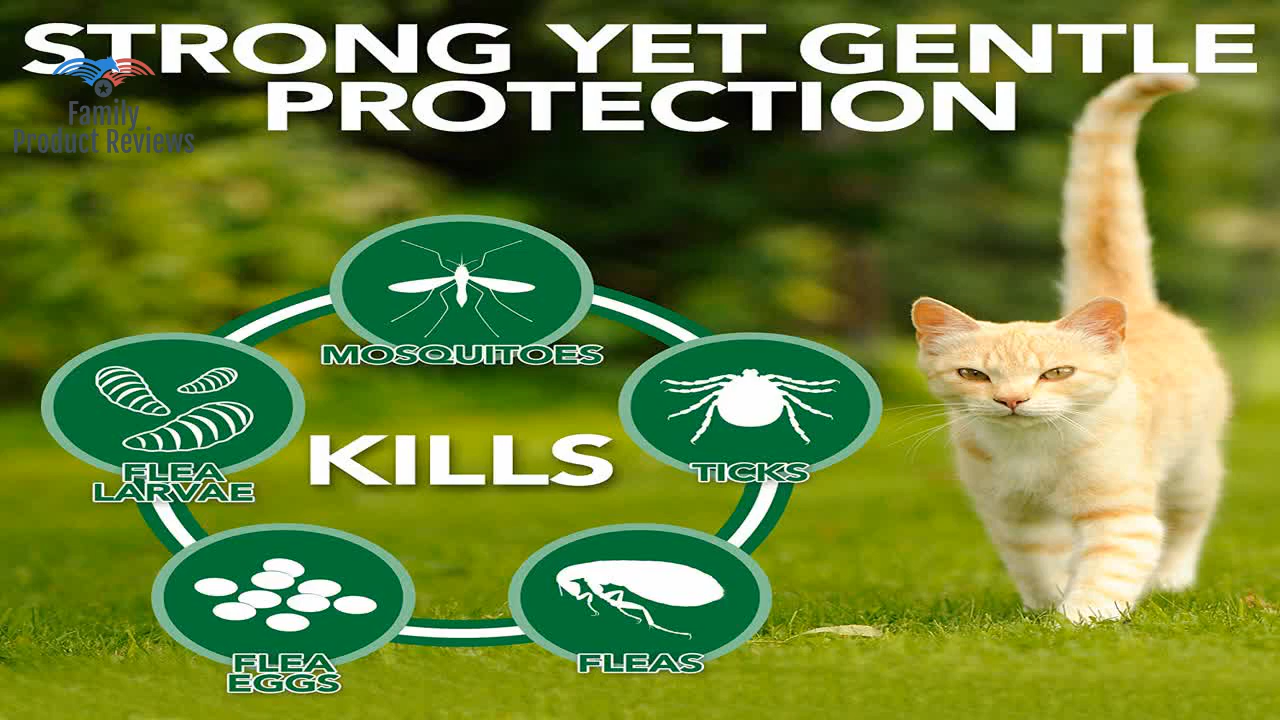 STRONG YET GENTLE
PROTECTION
Family
Product Reviews
MOSQUITOES
FLEA
LARVAE
KILLS
TICKS
FLEA
EGGS
FLEAS